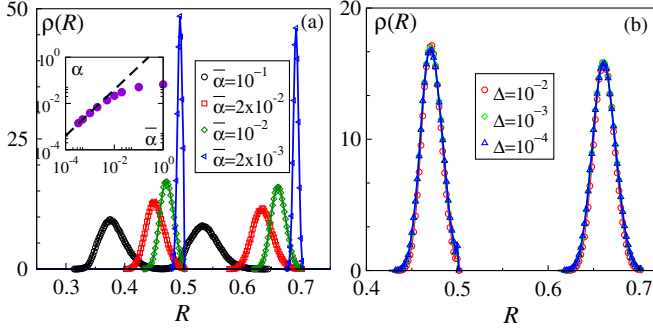 50
ρ(R)
(a)
10⁰
α
10⁻²
10⁻⁴
ᾱ
10⁻⁴ 10⁻² 10⁰
25
0
ᾱ=10⁻¹
ᾱ=2x10⁻²
ᾱ=10⁻²
ᾱ=2x10⁻³
0.3 0.4 0.5 0.6 0.7
R
20
ρ(R)
(b)
10
0
Δ=10⁻²
Δ=10⁻³
Δ=10⁻⁴
0.4 0.5 0.6 0.7
R